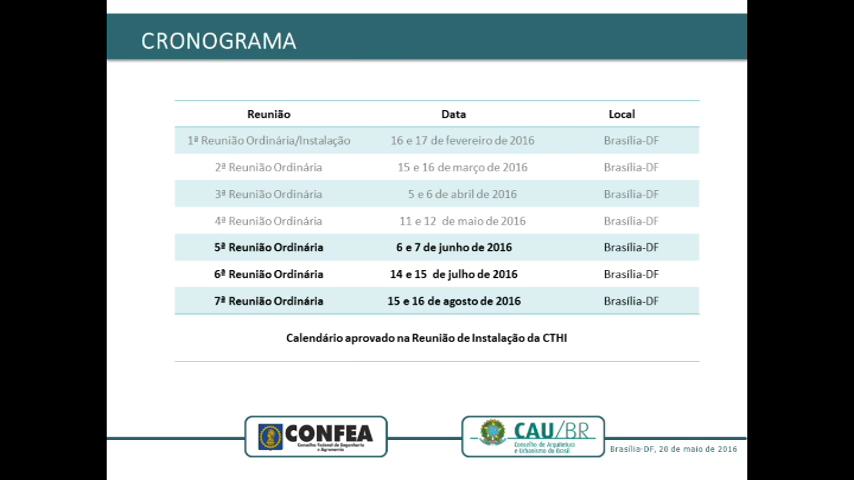 CRONOGRAMA
Reunião Data Local
1ª Reunião Ordinária/Instalação 16 e 17 de fevereiro de 2016 Brasília-DF
2ª Reunião Ordinária 15 e 16 de março de 2016 Brasília-DF
3ª Reunião Ordinária 5 e 6 de abril de 2016 Brasília-DF
4ª Reunião Ordinária 11 e 12 de maio de 2016 Brasília-DF
5ª Reunião Ordinária 6 e 7 de junho de 2016 Brasília-DF
6ª Reunião Ordinária 14 e 15 de julho de 2016 Brasília-DF
7ª Reunião Ordinária 15 e 16 de agosto de 2016 Brasília-DF
Calendário aprovado na Reunião de Instalação da CTHI
CONFEA
Conselho Federal de Engenharia
e Agronomia
CAU/BR
Conselho de Arquitetura
e Urbanismo do Brasil
Brasília-DF, 20 de maio de 2016